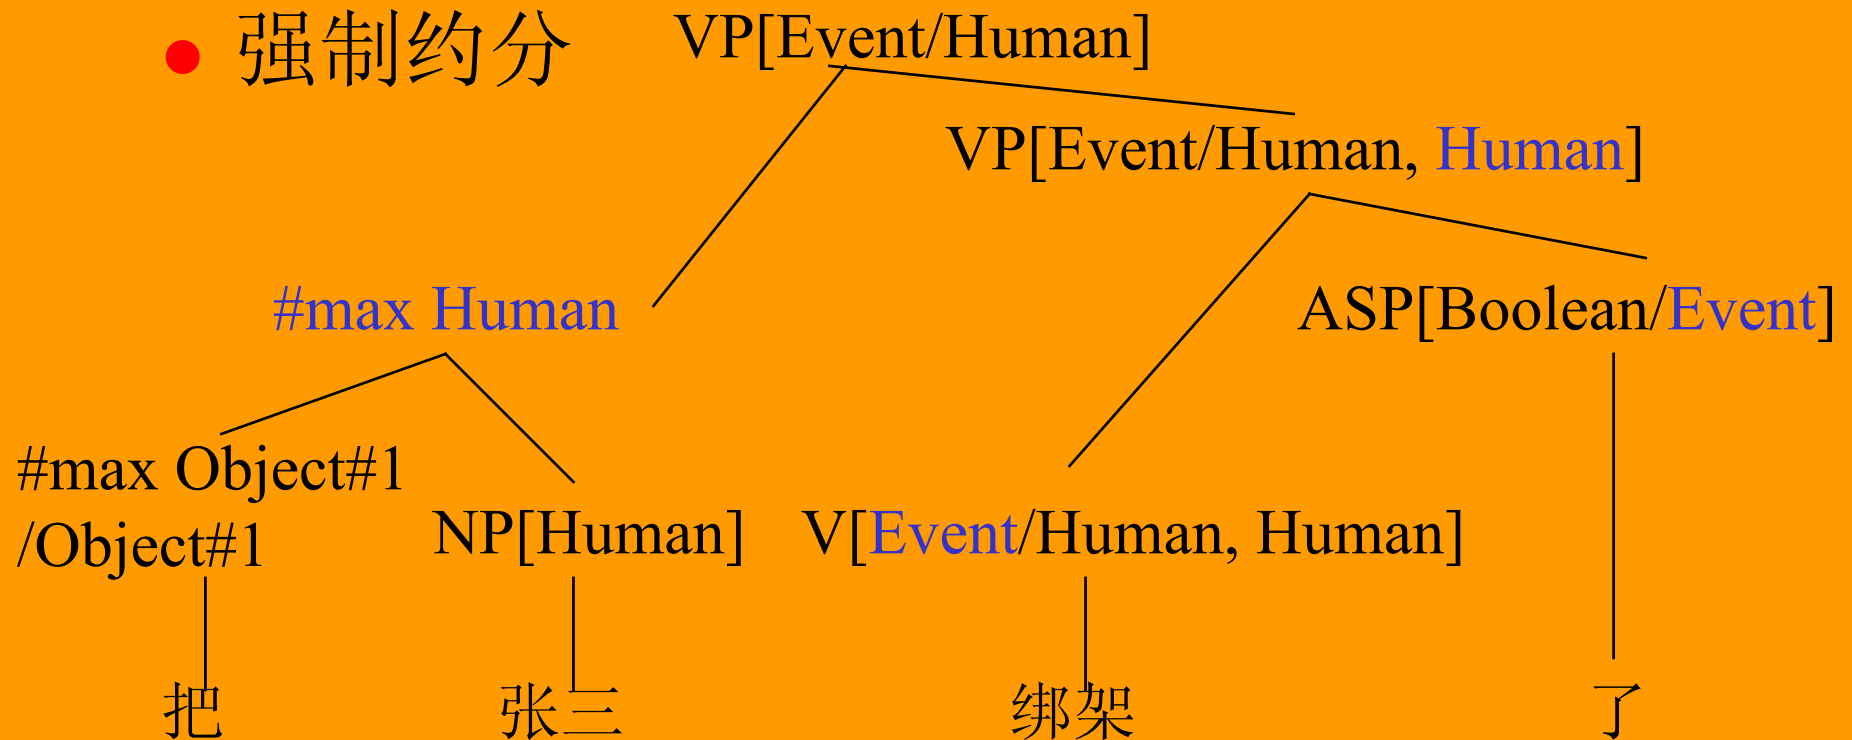 强制约分
VP[Event/Human]
VP[Event/Human, Human]
#max Human
ASP[Boolean/Event]
#max Object#1
/Object#1
NP[Human]
V[Event/Human, Human]
把
张三
绑架
了